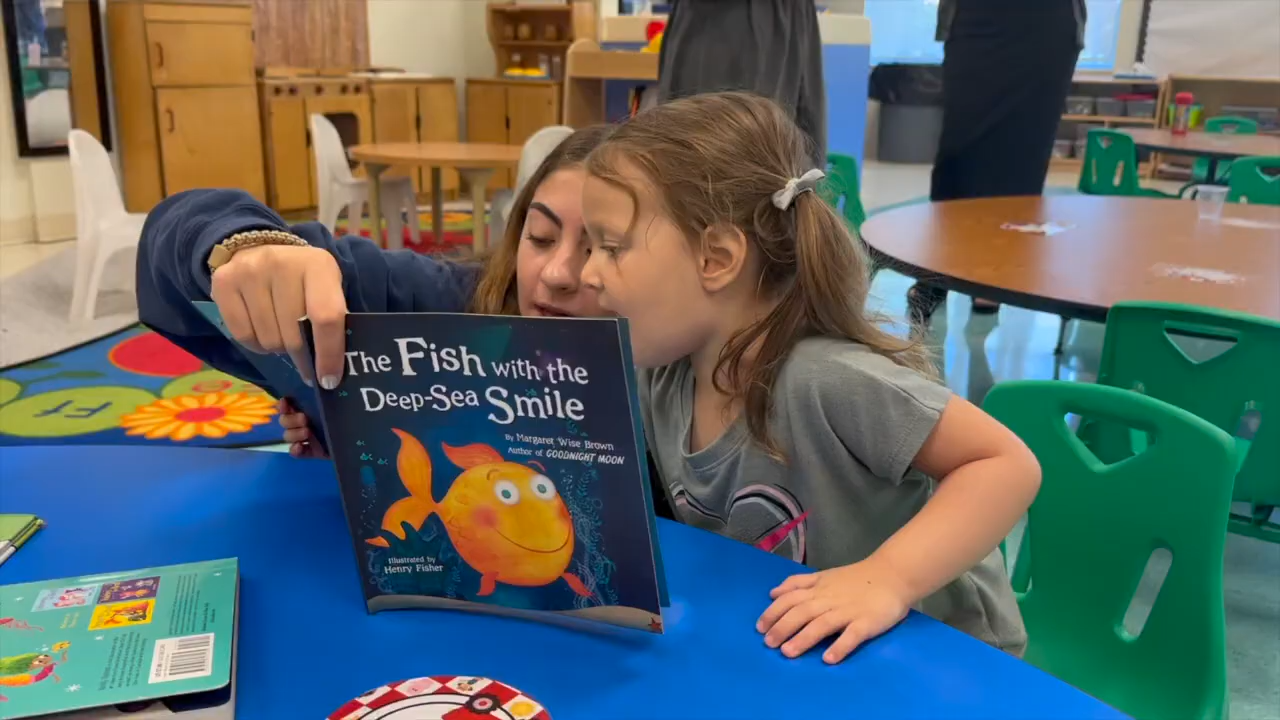 The Fish with the
Deep-Sea Smile
By Margaret Wise Brown
Author of GOODNIGHT MOON
Illustrated by
Henry Fisher
Ff